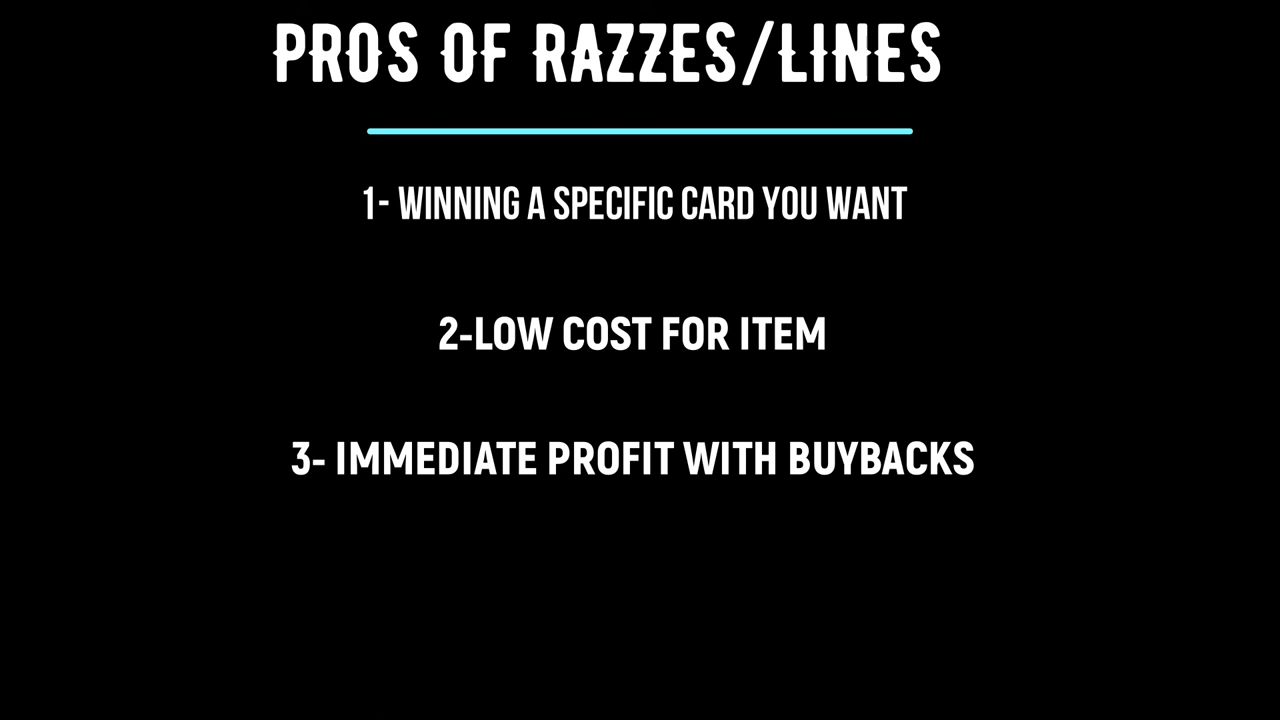 PROS OF RAZZES/LINES
1- WINNING A SPECIFIC CARD YOU WANT
2-LOW COST FOR ITEM
3- IMMEDIATE PROFIT WITH BUYBACKS